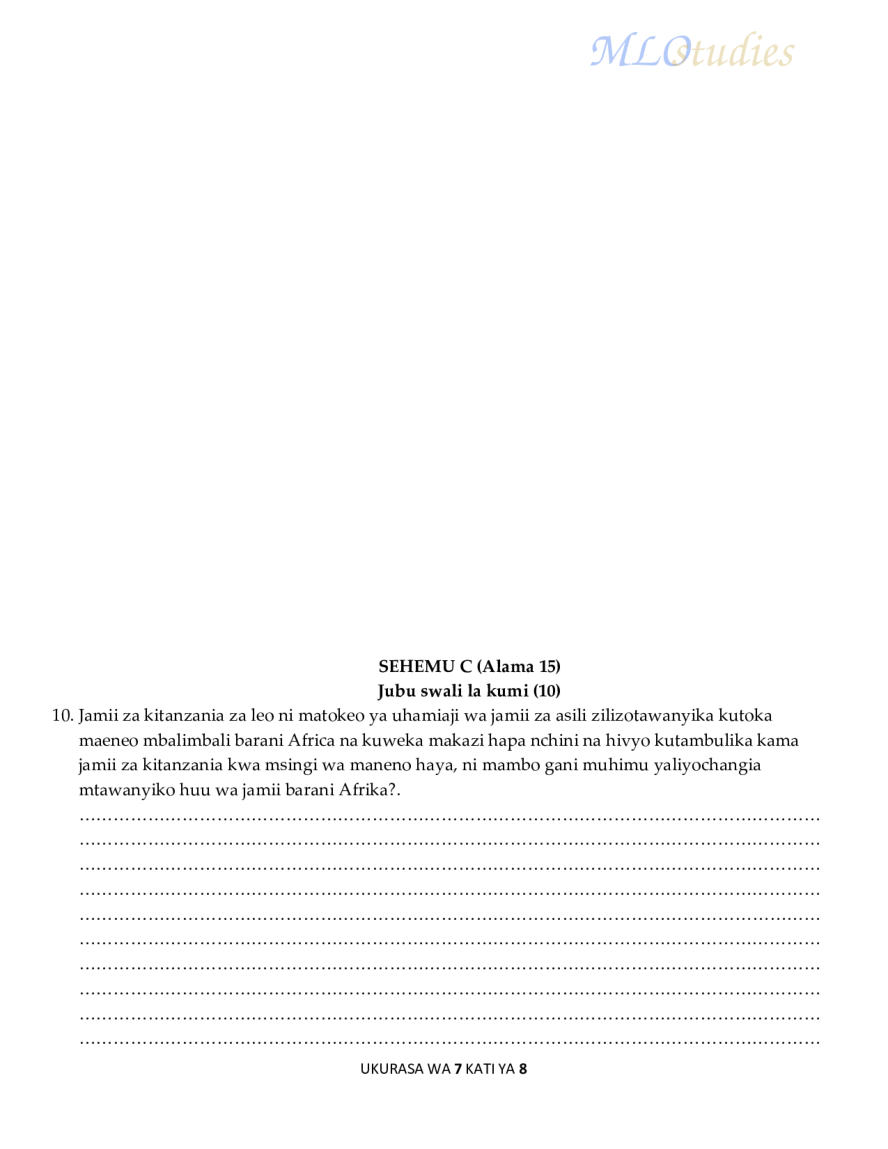 MLOstudies
SEHEMU C (Alama 15)
Jubu swali la kumi (10)
10. Jamii za kitanzania za leo ni matokeo ya uhamiaji wa jamii za asili zilizotawanyika kutoka
maeneo mbalimbali barani Africa na kuweka makazi hapa nchini na hivyo kutambulika kama
jamii za kitanzania kwa msingi wa maneno haya, ni mambo gani muhimu yaliyochangia
mtawanyiko huu wa jamii barani Afrika?.
UKURASA WA 7 KATI YA 8